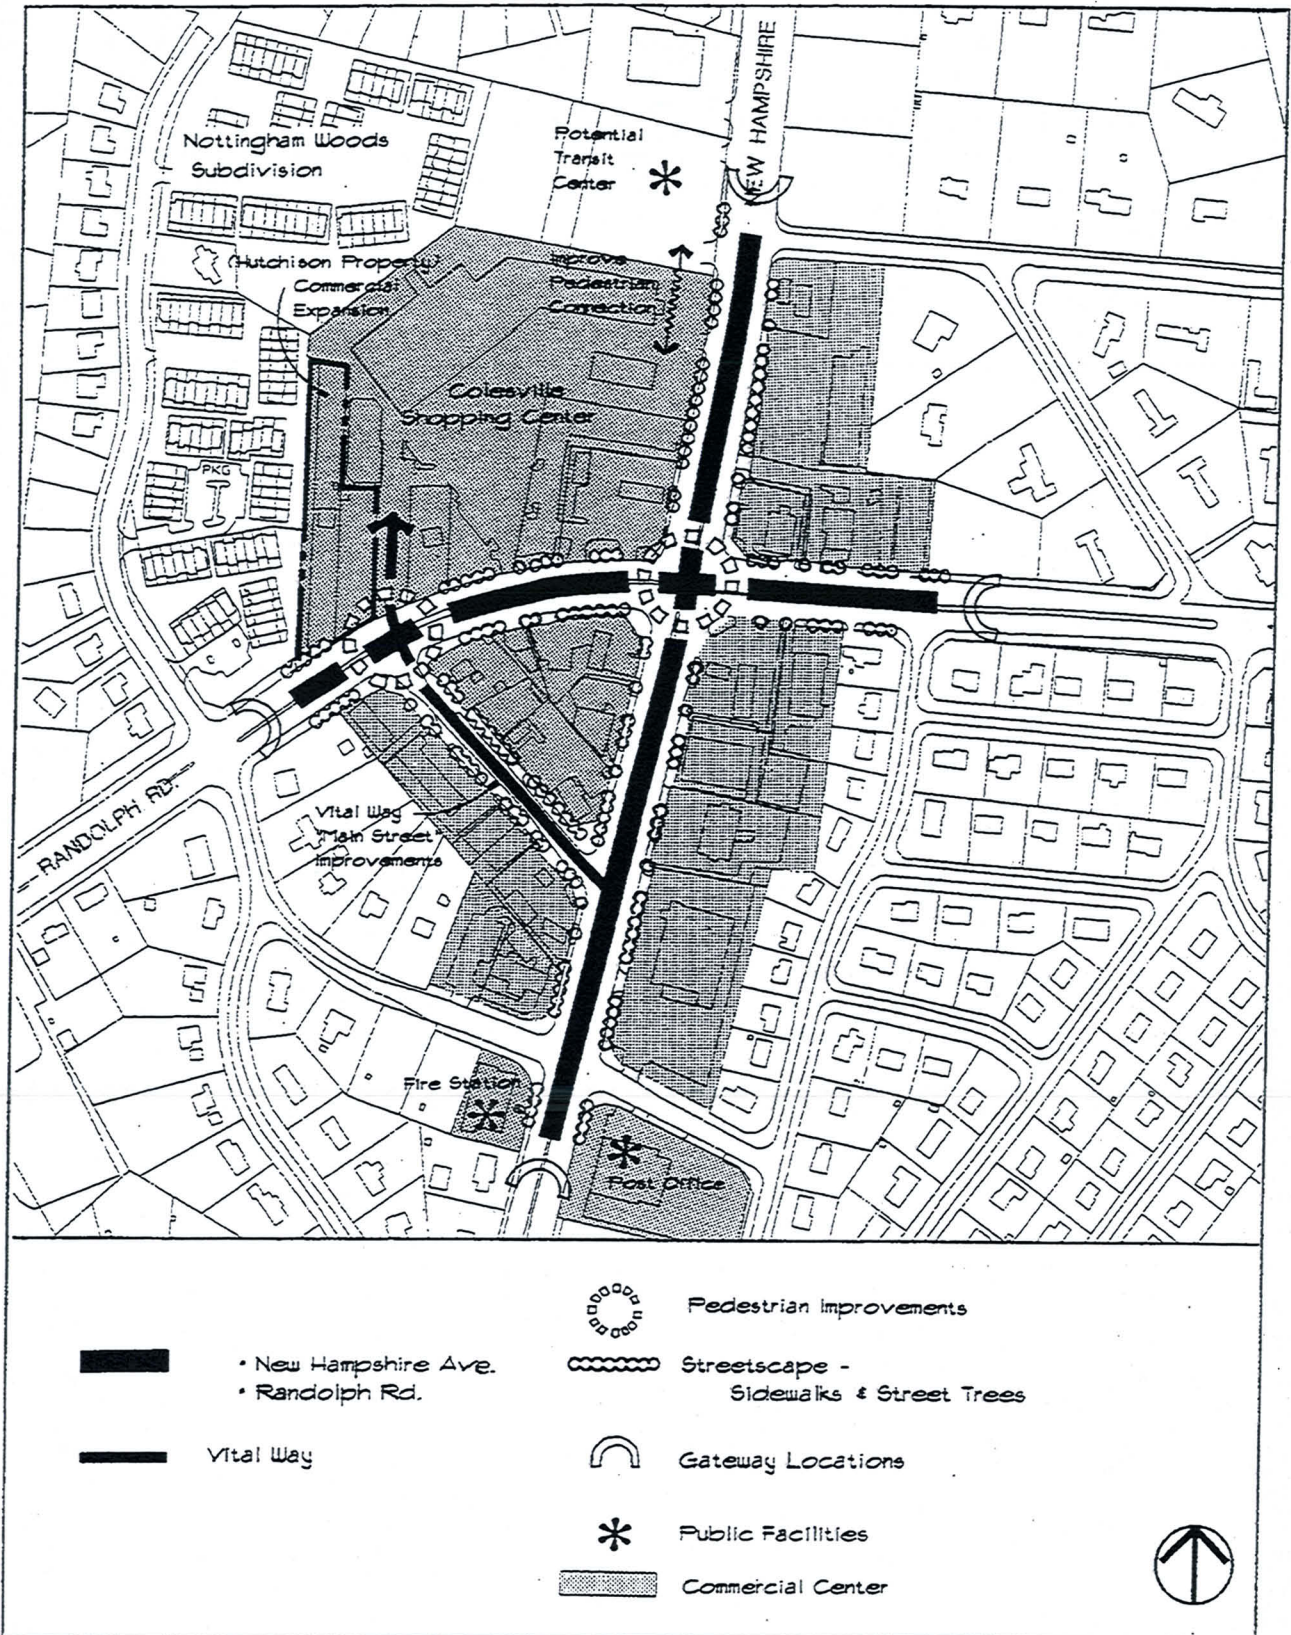 NEW HAMPSHIRE
Nottingham Woods
Subdivision
Potential
Transit
Center
(Hutchison Property)
Commercial
Expansion
Improve
Pedestrian
Connection
Colesville
Shopping Center
PKG
Vital Way
"Main Street"
Improvements
RANDOLPH RD.
Fire Station
Post Office
Pedestrian Improvements
• New Hampshire Ave.
• Randolph Rd.
Streetscape -
Sidewalks & Street Trees
Vital Way
Gateway Locations
Public Facilities
Commercial Center